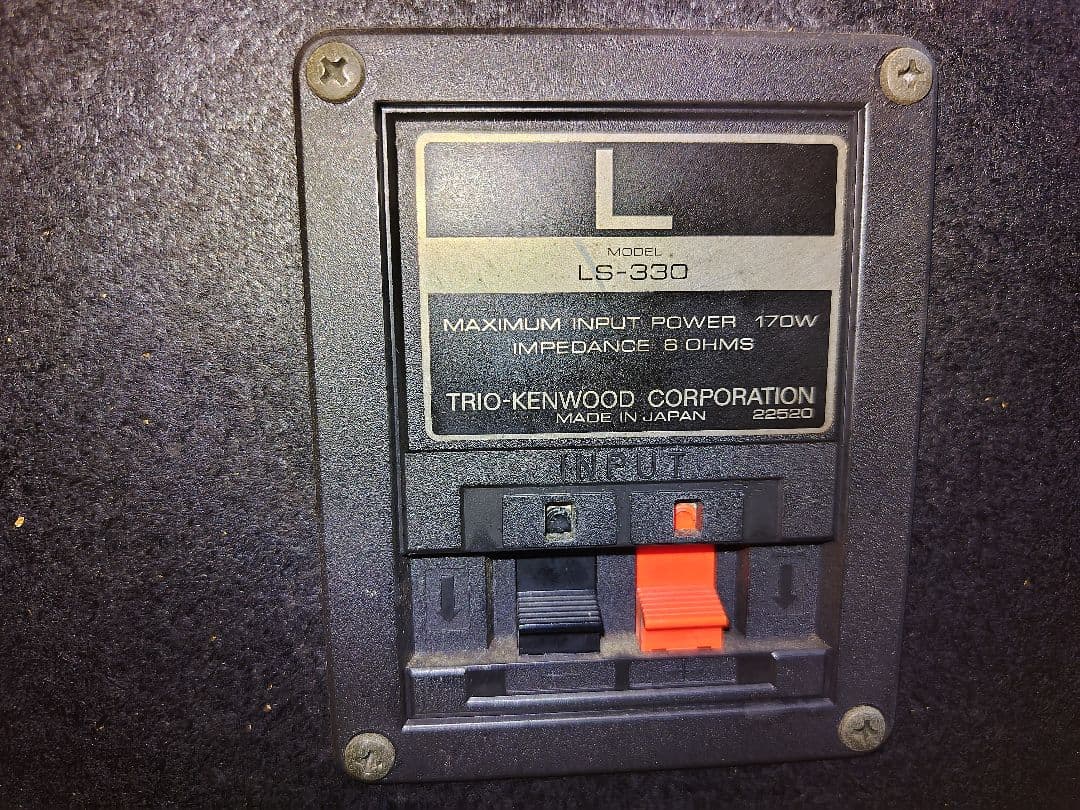 L
MODEL
LS-330
MAXIMUM INPUT POWER 170W
IMPEDANCE 6 OHMS
TRIO-KENWOOD CORPORATION
MADE IN JAPAN 22520
INPUT